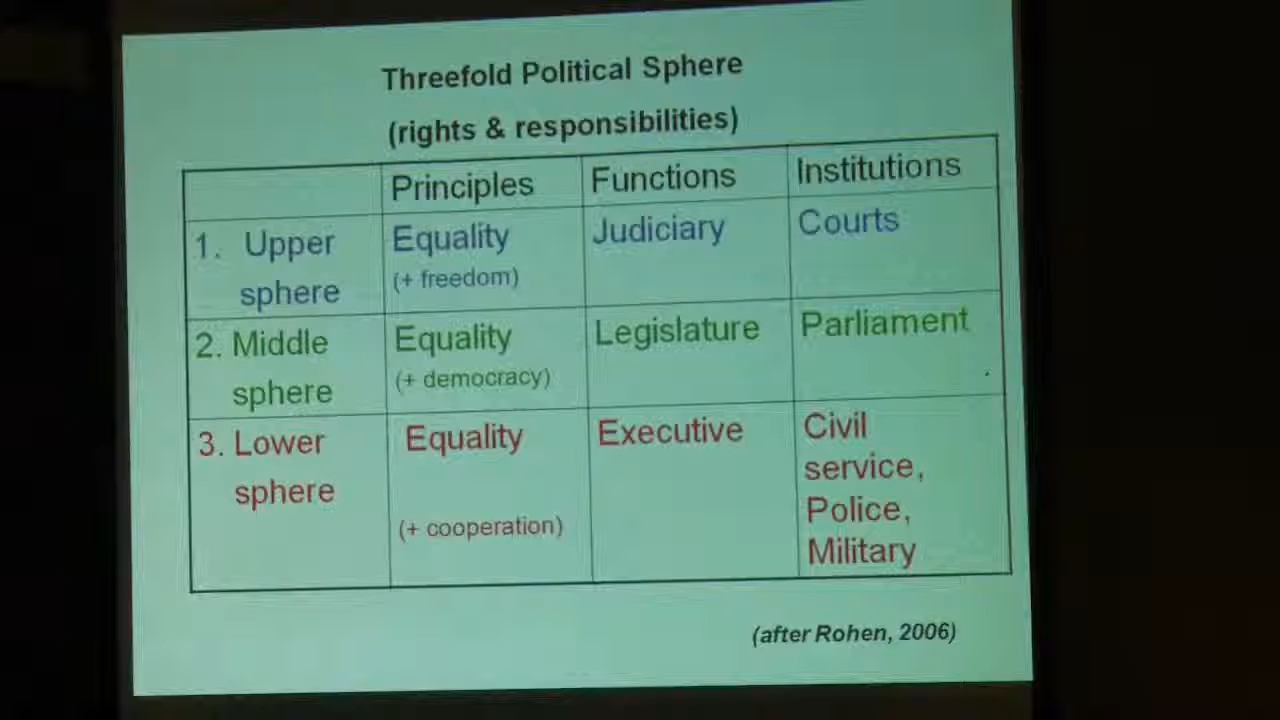 Threefold Political Sphere
(rights & responsibilities)
Principles Functions Institutions
1. Upper sphere Equality (+ freedom) Judiciary Courts
2. Middle sphere Equality (+ democracy) Legislature Parliament
3. Lower sphere Equality (+ cooperation) Executive Civil service, Police, Military
(after Rohen, 2006)